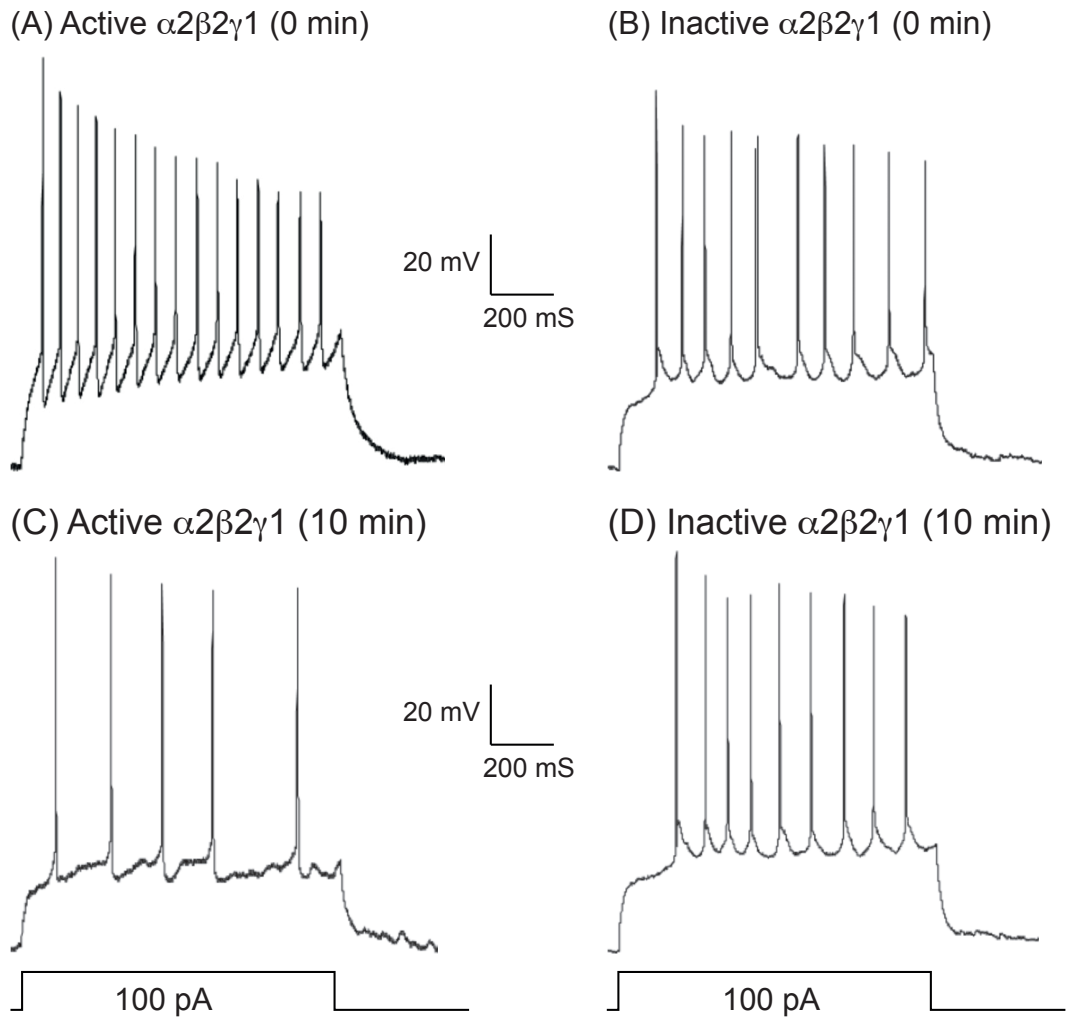 (A) Active α2β2γ1 (0 min)
(B) Inactive α2β2γ1 (0 min)
20 mV
200 mS
(C) Active α2β2γ1 (10 min)
(D) Inactive α2β2γ1 (10 min)
20 mV
200 mS
100 pA
100 pA